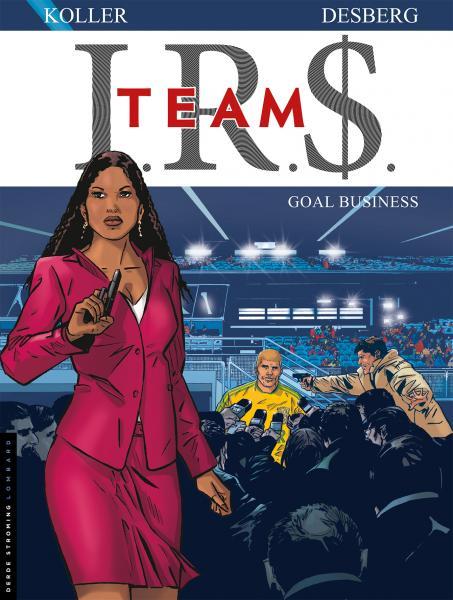 KOLLER DESBERG
I.R.$.
TEAM
GOAL BUSINESS
DERDE STROMING LOMBARD